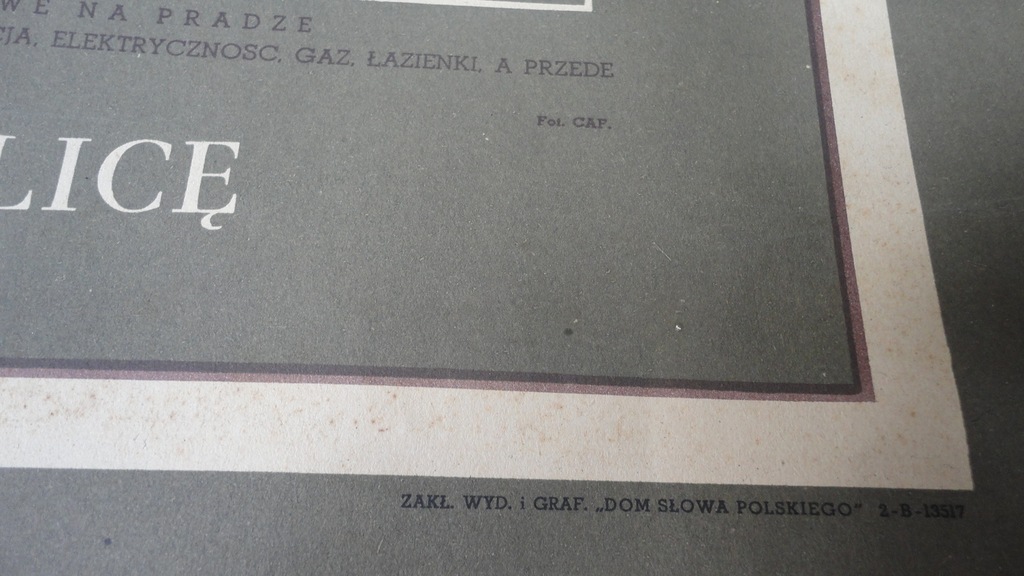 WE NA PRADZE
CJA, ELEKTRYCZNOSC, GAZ, ŁAZIENKI, A PRZEDE
Fot. CAF.
LICĘ
ZAKŁ. WYD. i GRAF. „DOM SŁOWA POLSKIEGO" 2-B-13517